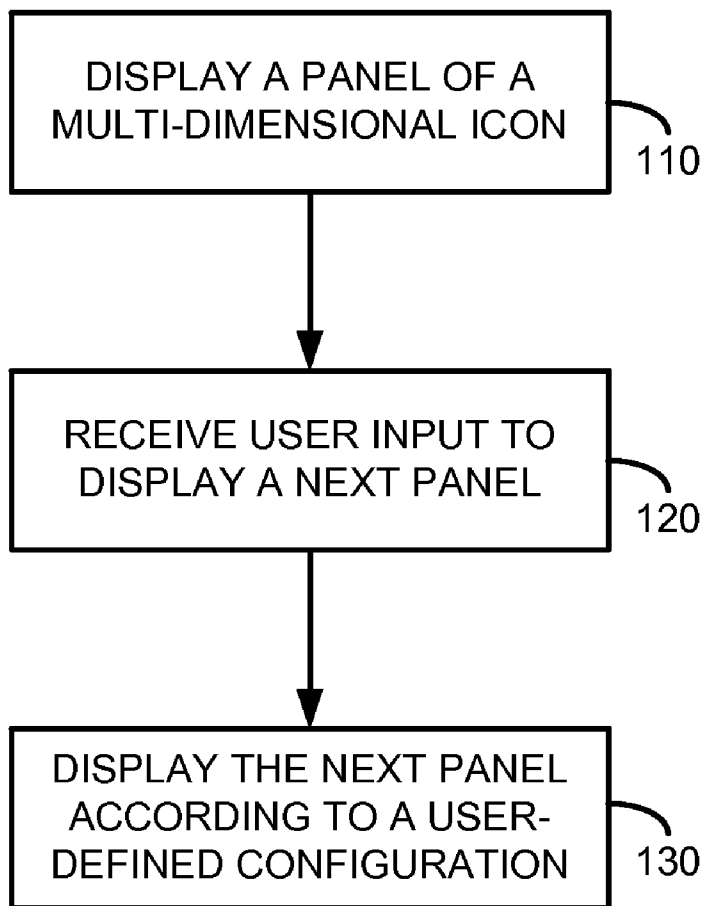 DISPLAY A PANEL OF A
MULTI-DIMENSIONAL ICON
110
RECEIVE USER INPUT TO
DISPLAY A NEXT PANEL
120
DISPLAY THE NEXT PANEL
ACCORDING TO A USER-
DEFINED CONFIGURATION
130